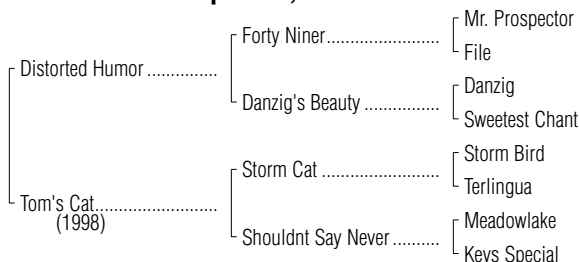 Mr. Prospector
Forty Niner
File
Distorted Humor
Danzig
Danzig's Beauty
Sweetest Chant
Storm Bird
Storm Cat
Terlingua
Tom's Cat
(1998)
Meadowlake
Shouldnt Say Never
Keys Special